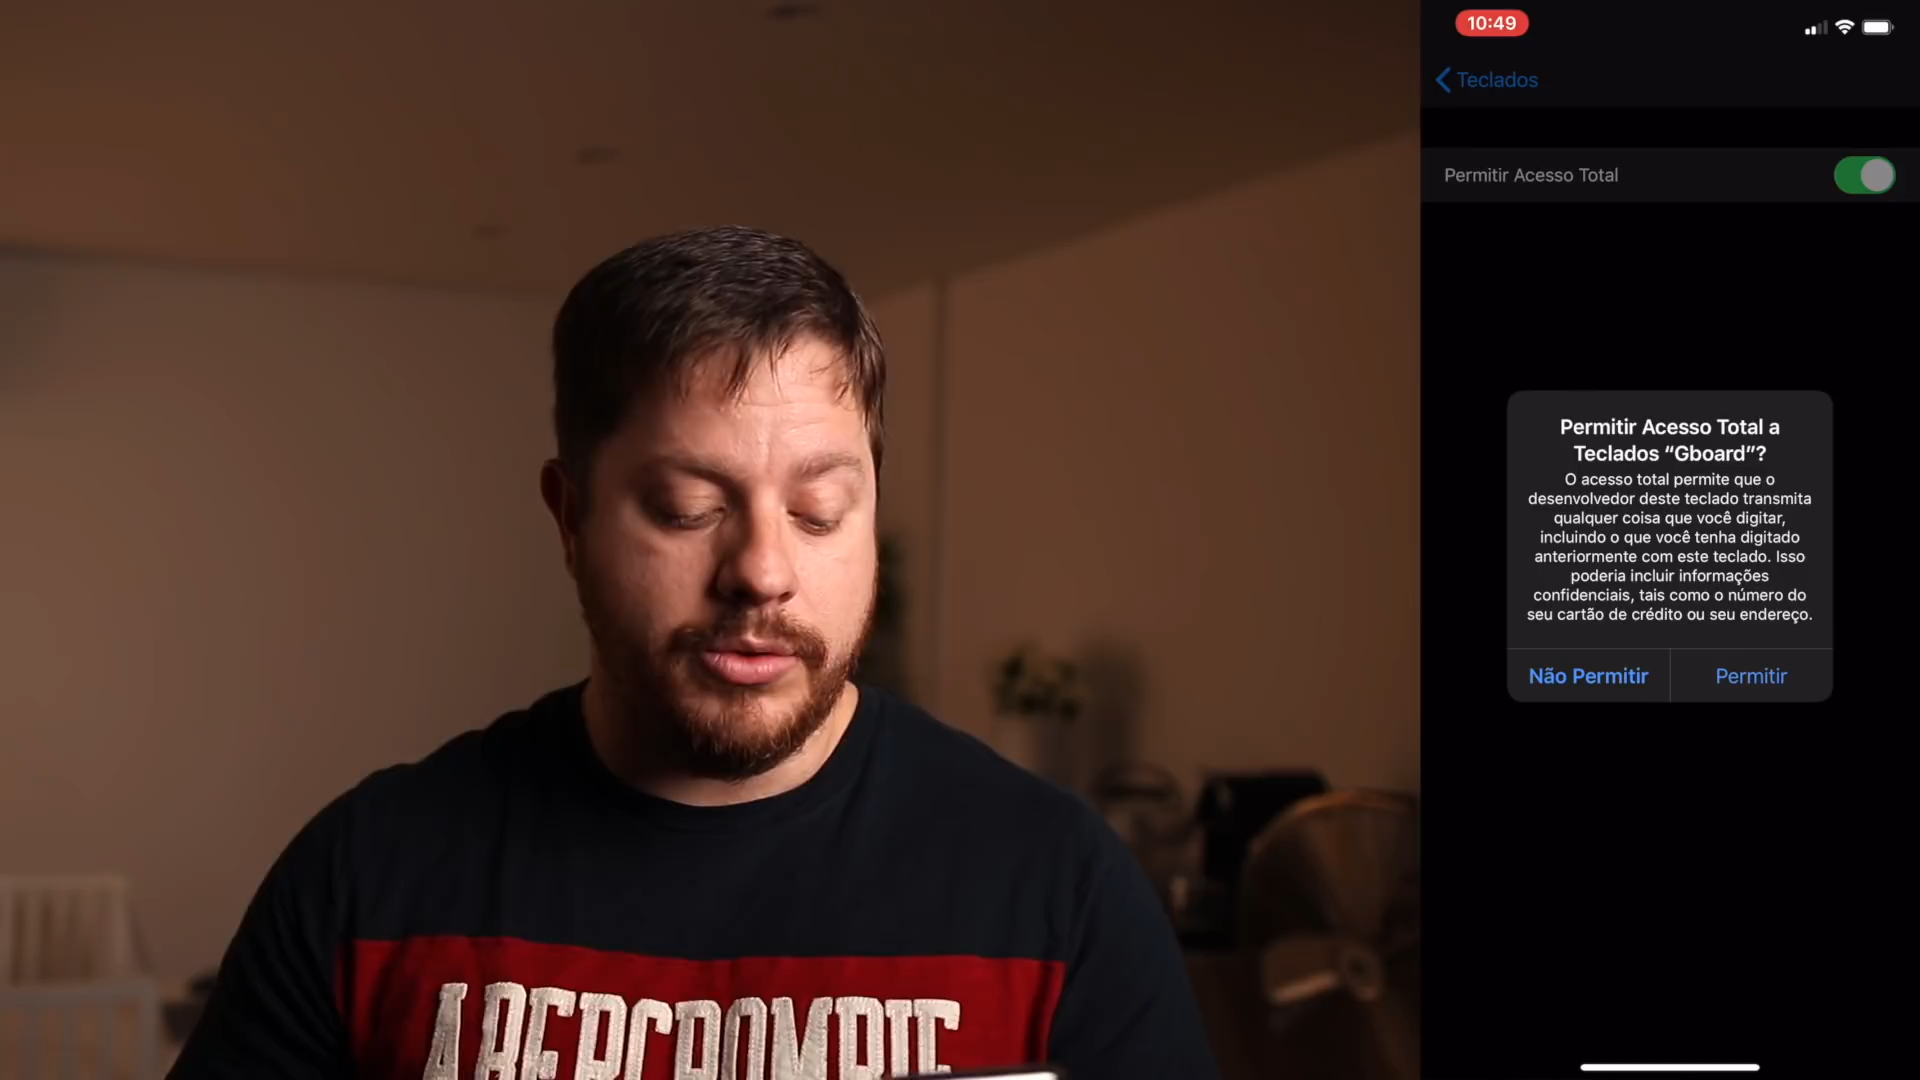 10:49
Teclados
Permitir Acesso Total
Permitir Acesso Total a
Teclados “Gboard”?
O acesso total permite que o
desenvolvedor deste teclado transmita
qualquer coisa que você digitar,
incluindo o que você tenha digitado
anteriormente com este teclado. Isso
poderia incluir informações
confidenciais, tais como o número do
seu cartão de crédito ou seu endereço.
Não Permitir
Permitir
ABERCROMBIE